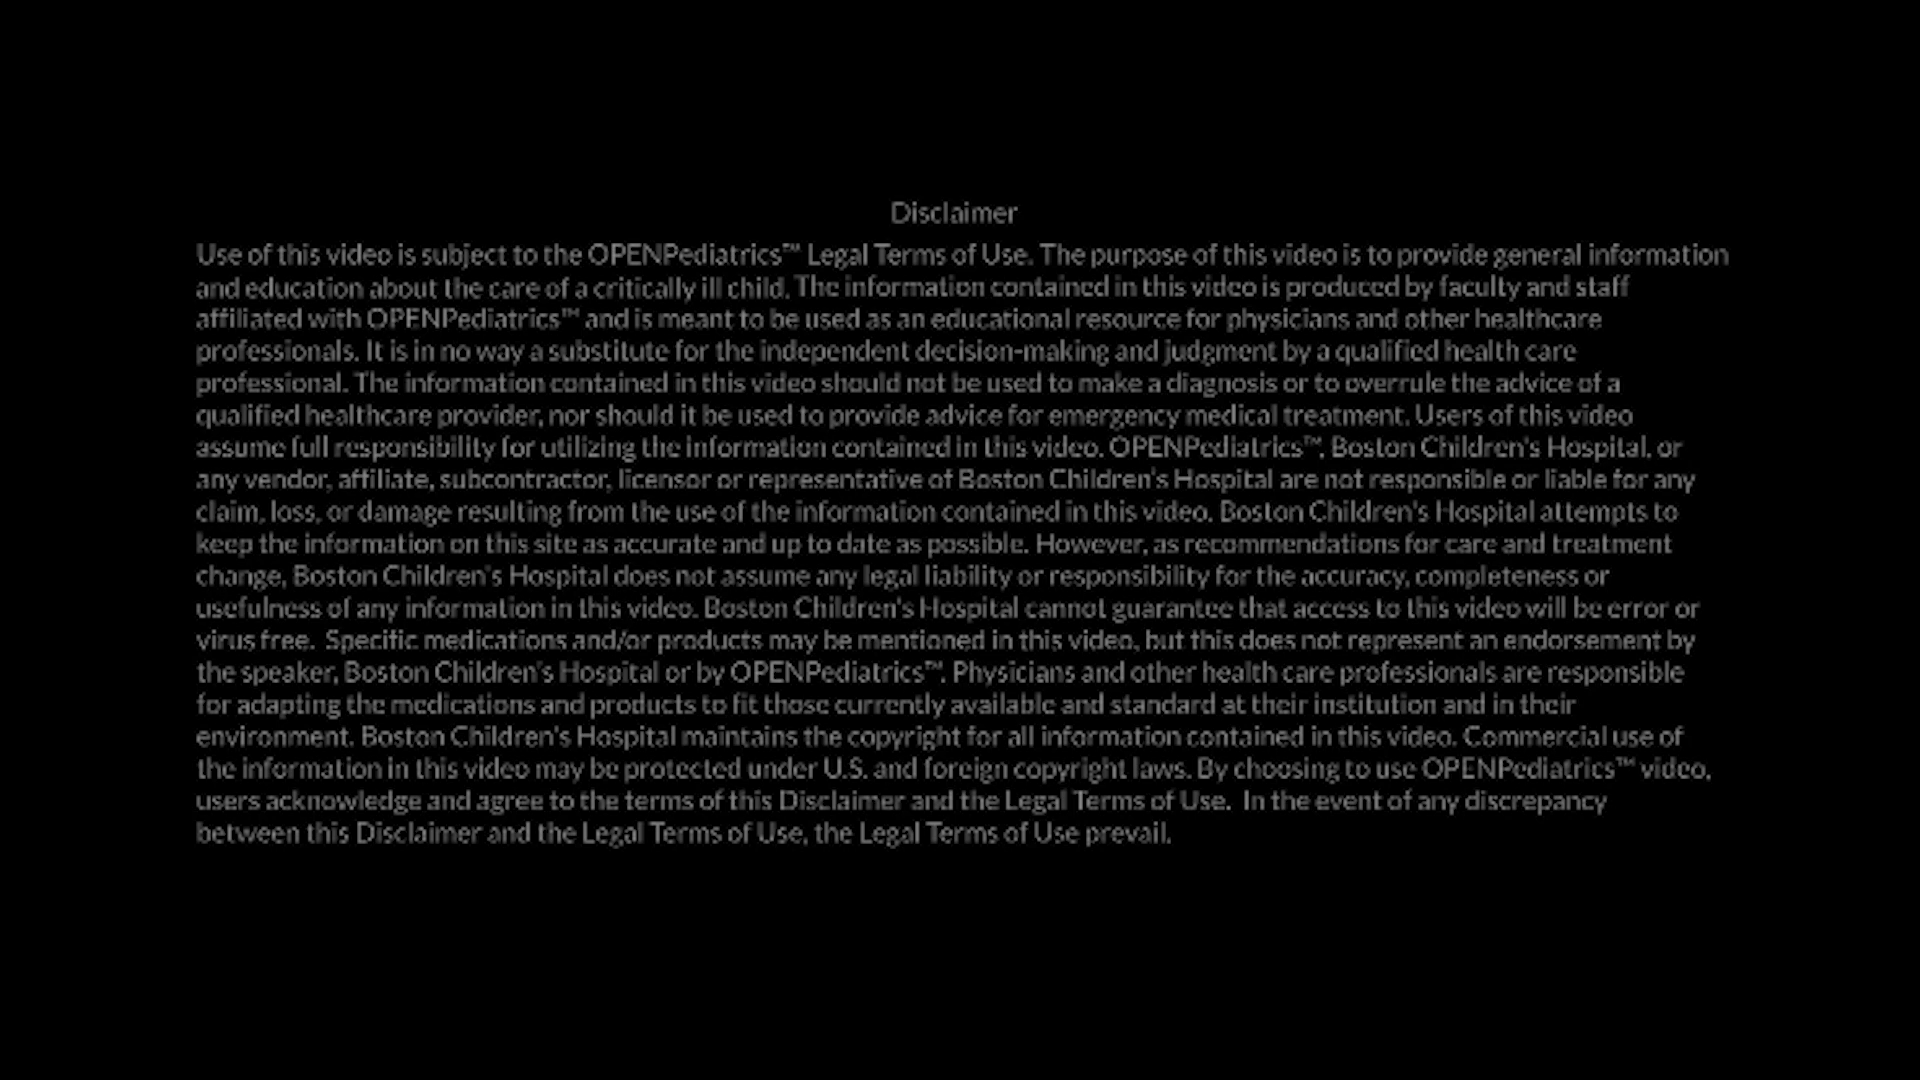 Disclaimer
Use of this video is subject to the OPENPediatrics™ Legal Terms of Use. The purpose of this video is to provide general information
and education about the care of a critically ill child. The information contained in this video is produced by faculty and staff
affiliated with OPENPediatrics™ and is meant to be used as an educational resource for physicians and other healthcare
professionals. It is in no way a substitute for the independent decision-making and judgment by a qualified health care
professional. The information contained in this video should not be used to make a diagnosis or to overrule the advice of a
qualified healthcare provider, nor should it be used to provide advice for emergency medical treatment. Users of this video
assume full responsibility for utilizing the information contained in this video. OPENPediatrics™, Boston Children's Hospital, or
any vendor, affiliate, subcontractor, licensor or representative of Boston Children's Hospital are not responsible or liable for any
claim, loss, or damage resulting from the use of the information contained in this video. Boston Children's Hospital attempts to
keep the information on this site as accurate and up to date as possible. However, as recommendations for care and treatment
change, Boston Children's Hospital does not assume any legal liability or responsibility for the accuracy, completeness or
usefulness of any information in this video. Boston Children's Hospital cannot guarantee that access to this video will be error or
virus free.  Specific medications and/or products may be mentioned in this video, but this does not represent an endorsement by
the speaker, Boston Children's Hospital or by OPENPediatrics™. Physicians and other health care professionals are responsible
for adapting the medications and products to fit those currently available and standard at their institution and in their
environment. Boston Children's Hospital maintains the copyright for all information contained in this video. Commercial use of
the information in this video may be protected under U.S. and foreign copyright laws. By choosing to use OPENPediatrics™ video,
users acknowledge and agree to the terms of this Disclaimer and the Legal Terms of Use.  In the event of any discrepancy
between this Disclaimer and the Legal Terms of Use, the Legal Terms of Use prevail.